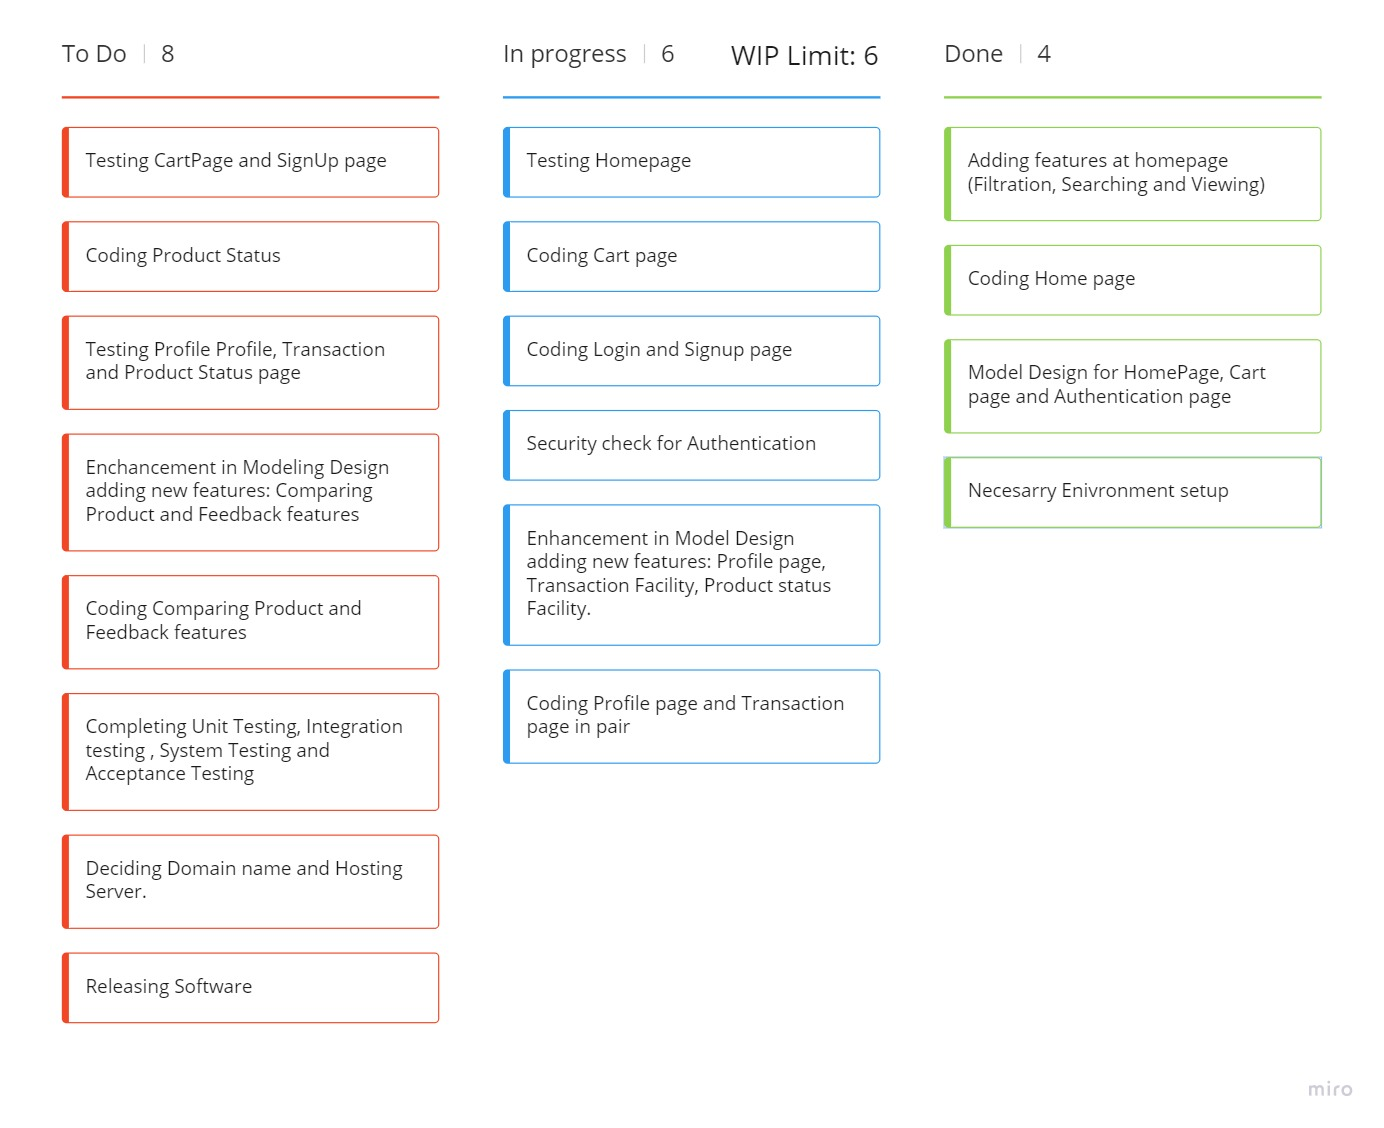 To Do | 8
Testing CartPage and SignUp page
Coding Product Status
Testing Profile Profile, Transaction
and Product Status page
Enchancement in Modeling Design
adding new features: Comparing
Product and Feedback features
Coding Comparing Product and
Feedback features
Completing Unit Testing, Integration
testing , System Testing and
Acceptance Testing
Deciding Domain name and Hosting
Server.
Releasing Software
In progress | 6 WIP Limit: 6
Testing Homepage
Coding Cart page
Coding Login and Signup page
Security check for Authentication
Enhancement in Model Design
adding new features: Profile page,
Transaction Facility, Product status
Facility.
Coding Profile page and Transaction
page in pair
Done | 4
Adding features at homepage
(Filtration, Searching and Viewing)
Coding Home page
Model Design for HomePage, Cart
page and Authentication page
Necesarry Enivronment setup
miro